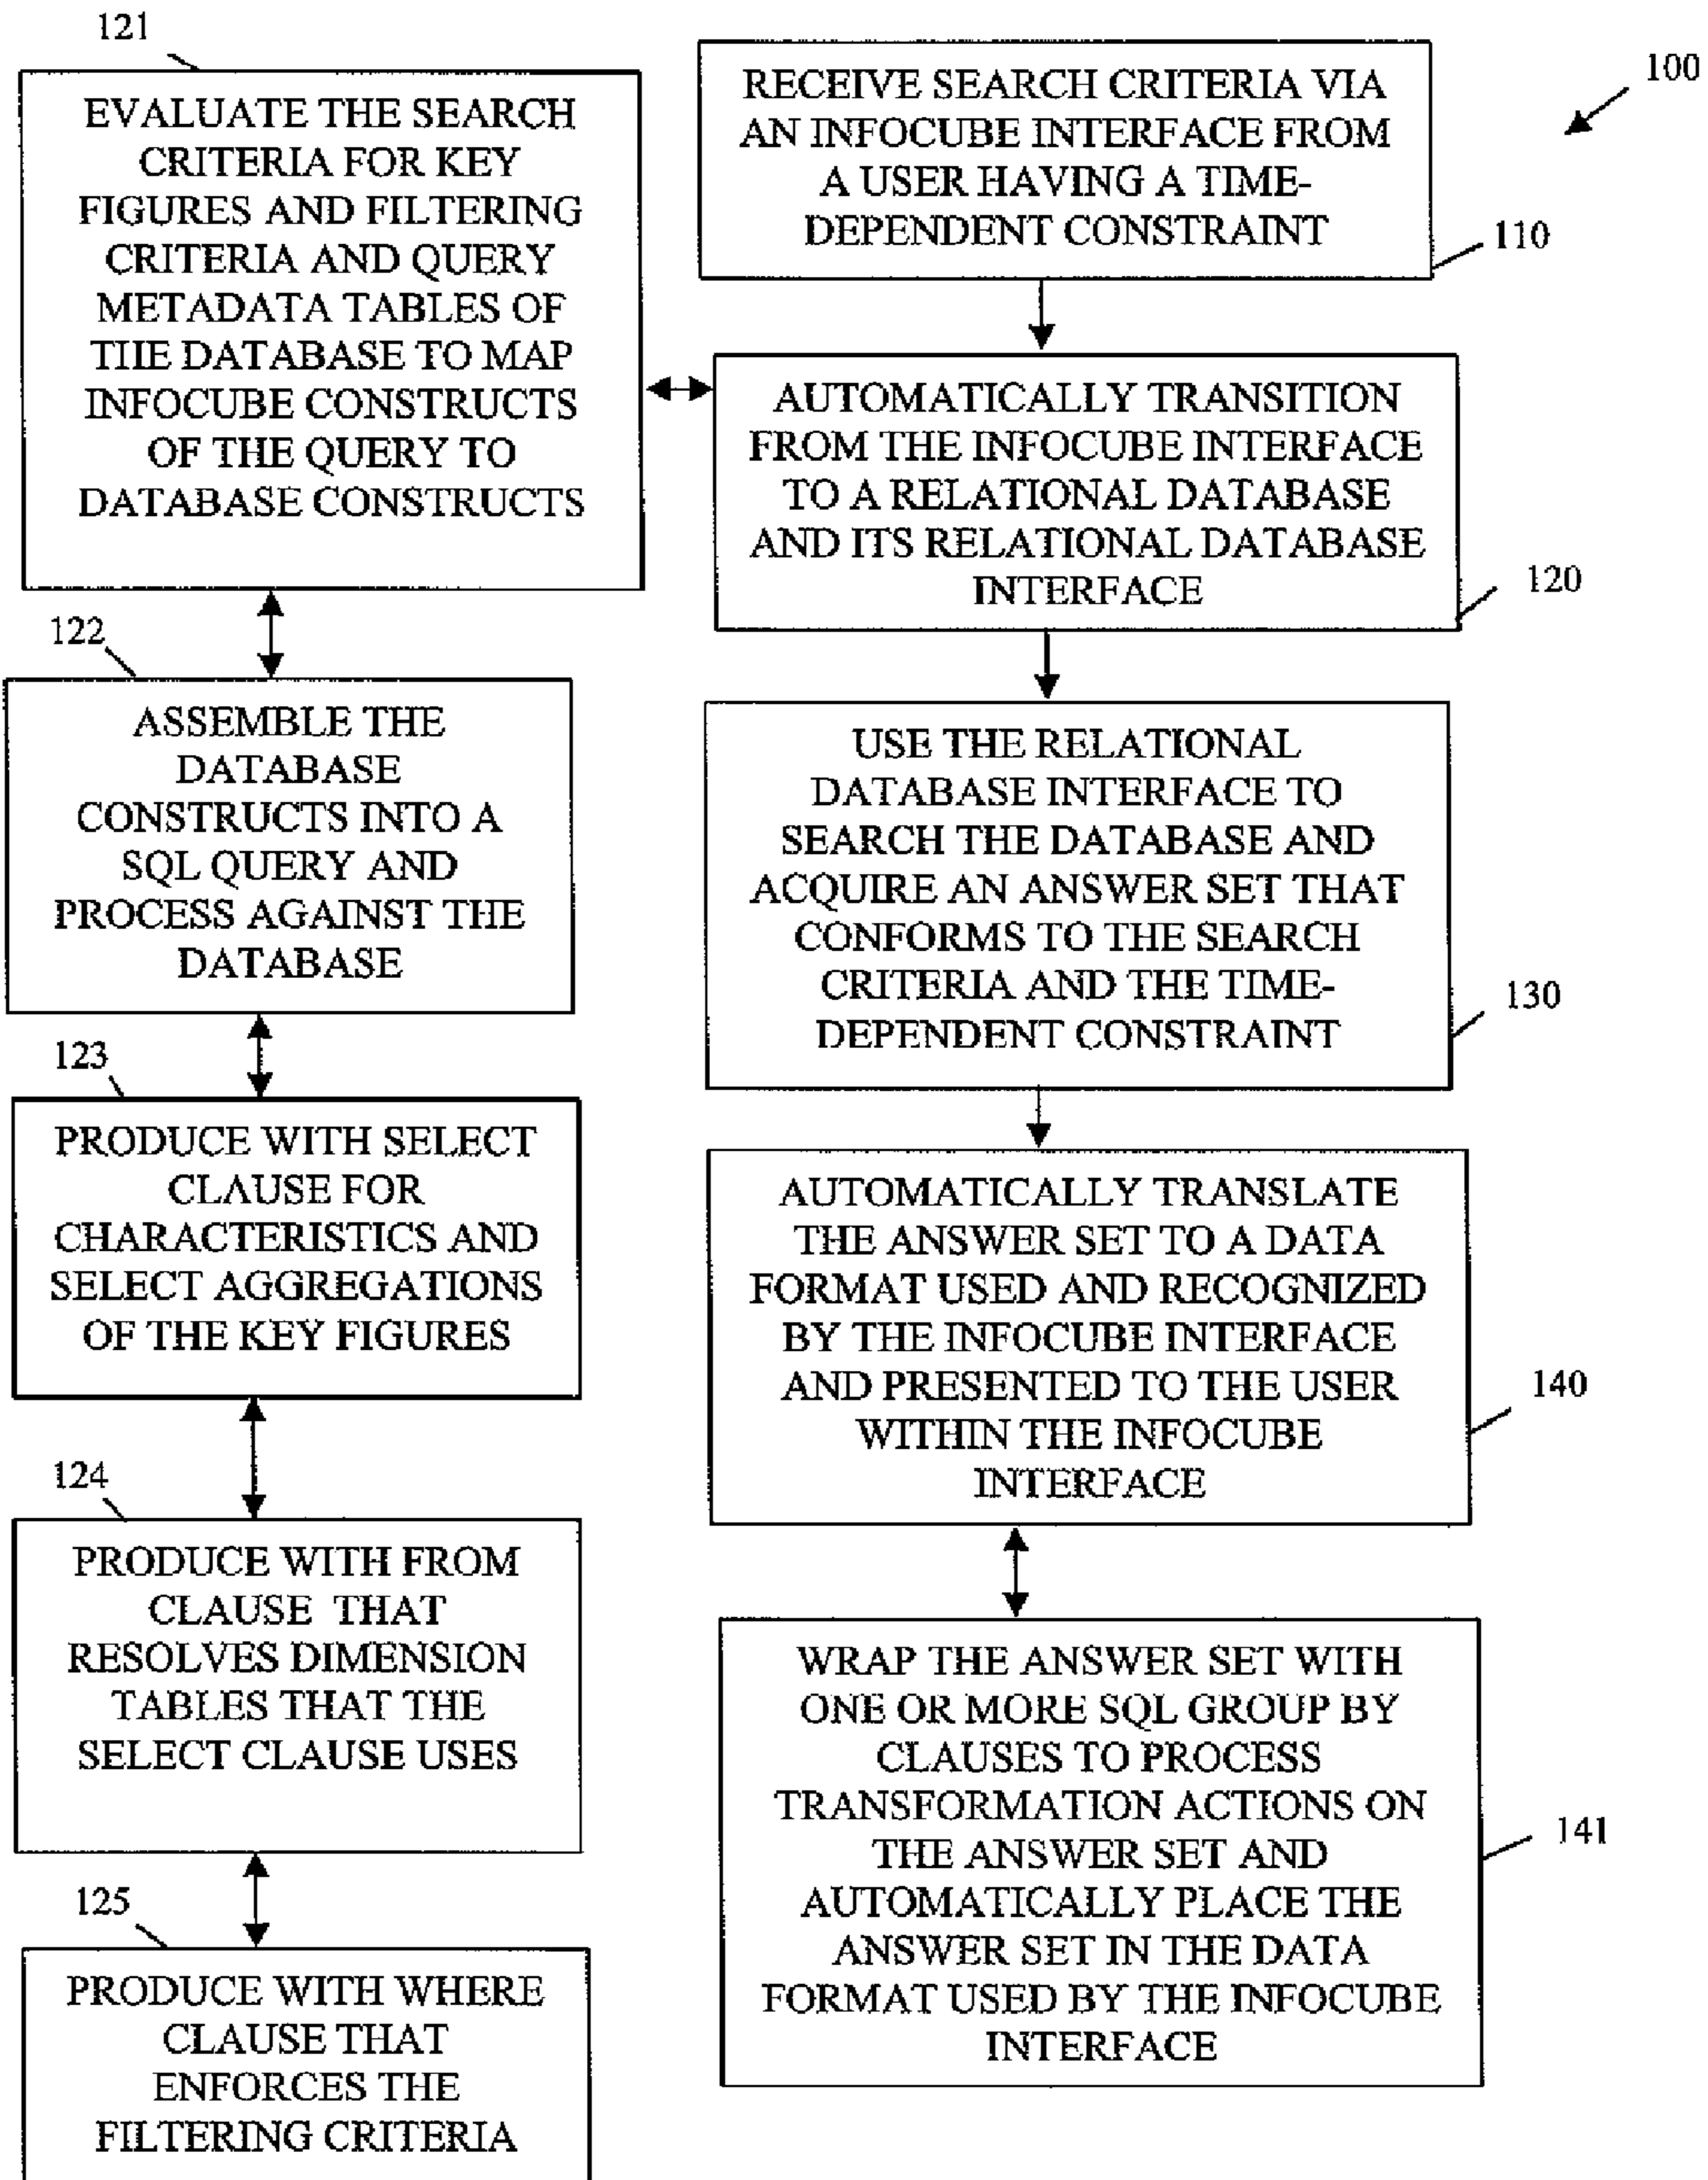 121
EVALUATE THE SEARCH
CRITERIA FOR KEY
FIGURES AND FILTERING
CRITERIA AND QUERY
METADATA TABLES OF
THE DATABASE TO MAP
INFOCUBE CONSTRUCTS
OF THE QUERY TO
DATABASE CONSTRUCTS
122
ASSEMBLE THE
DATABASE
CONSTRUCTS INTO A
SQL QUERY AND
PROCESS AGAINST THE
DATABASE
123
PRODUCE WITH SELECT
CLAUSE FOR
CHARACTERISTICS AND
SELECT AGGREGATIONS
OF THE KEY FIGURES
124
PRODUCE WITH FROM
CLAUSE THAT
RESOLVES DIMENSION
TABLES THAT THE
SELECT CLAUSE USES
125
PRODUCE WITH WHERE
CLAUSE THAT
ENFORCES THE
FILTERING CRITERIA
100
RECEIVE SEARCH CRITERIA VIA
AN INFOCUBE INTERFACE FROM
A USER HAVING A TIME-
DEPENDENT CONSTRAINT
110
AUTOMATICALLY TRANSITION
FROM THE INFOCUBE INTERFACE
TO A RELATIONAL DATABASE
AND ITS RELATIONAL DATABASE
INTERFACE
120
USE THE RELATIONAL
DATABASE INTERFACE TO
SEARCH THE DATABASE AND
ACQUIRE AN ANSWER SET THAT
CONFORMS TO THE SEARCH
CRITERIA AND THE TIME-
DEPENDENT CONSTRAINT
130
AUTOMATICALLY TRANSLATE
THE ANSWER SET TO A DATA
FORMAT USED AND RECOGNIZED
BY THE INFOCUBE INTERFACE
AND PRESENTED TO THE USER
WITHIN THE INFOCUBE
INTERFACE
140
WRAP THE ANSWER SET WITH
ONE OR MORE SQL GROUP BY
CLAUSES TO PROCESS
TRANSFORMATION ACTIONS ON
THE ANSWER SET AND
AUTOMATICALLY PLACE THE
ANSWER SET IN THE DATA
FORMAT USED BY THE INFOCUBE
INTERFACE
141